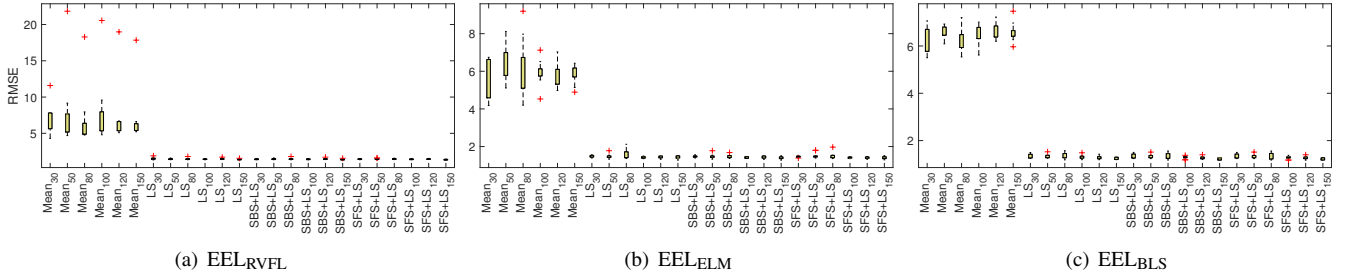 RMSE
20
15
10
5
Mean30
Mean50
Mean80
Mean100
Mean120
Mean150
LS30
LS50
LS80
LS100
LS120
LS150
SBS+LS30
SBS+LS50
SBS+LS80
SBS+LS100
SBS+LS120
SBS+LS150
SFS+LS30
SFS+LS50
SFS+LS80
SFS+LS100
SFS+LS120
SFS+LS150
(a) EELRVFL
8
6
4
2
Mean30
Mean50
Mean80
Mean100
Mean120
Mean150
LS30
LS50
LS80
LS100
LS120
LS150
SBS+LS30
SBS+LS50
SBS+LS80
SBS+LS100
SBS+LS120
SBS+LS150
SFS+LS30
SFS+LS50
SFS+LS80
SFS+LS100
SFS+LS120
SFS+LS150
(b) EELELM
6
4
2
Mean30
Mean50
Mean80
Mean100
Mean120
Mean150
LS30
LS50
LS80
LS100
LS120
LS150
SBS+LS30
SBS+LS50
SBS+LS80
SBS+LS100
SBS+LS120
SBS+LS150
SFS+LS30
SFS+LS50
SFS+LS80
SFS+LS100
SFS+LS120
SFS+LS150
(c) EELBLS